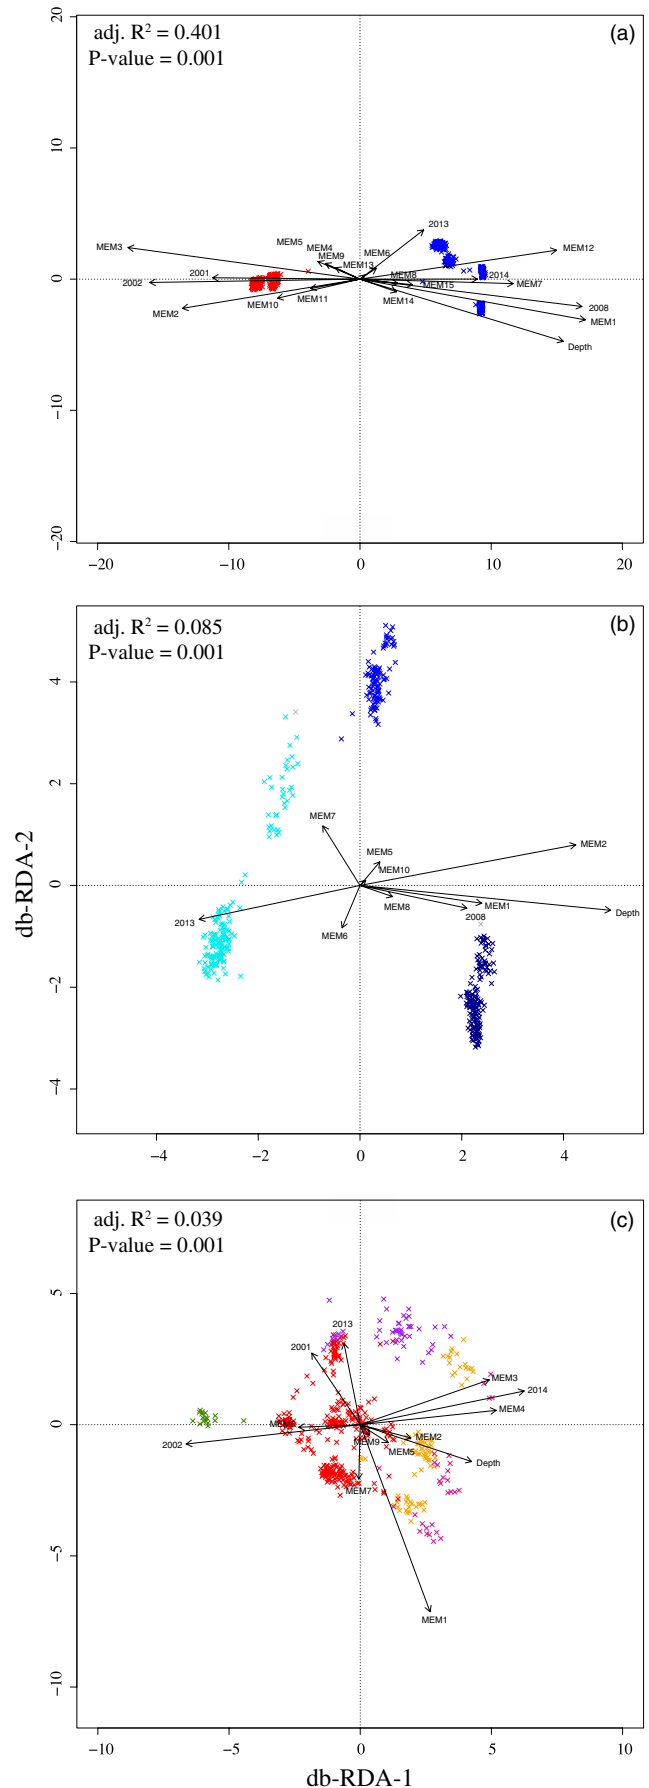 adj. R² = 0.401
P-value = 0.001
(a)
20
10
0
−10
−20
2013
MEM5
MEM4
MEM9
MEM6
MEM3
MEM12
MEM13
2001
MEM8
2014
2002
MEM15
MEM7
MEM10
MEM11
MEM14
2008
MEM2
MEM1
Depth
−20
−10
0
10
20
adj. R² = 0.085
P-value = 0.001
(b)
4
2
0
−2
−4
db-RDA-2
MEM7
MEM5
MEM2
MEM10
MEM8
MEM1
2013
2008
Depth
MEM6
−4
−2
0
2
4
adj. R² = 0.039
P-value = 0.001
(c)
5
0
−5
−10
2013
2001
MEM3
2014
MEM4
2002
MEM9
MEM2
MEM5
Depth
MEM7
MEM1
−10
−5
0
5
10
db-RDA-1